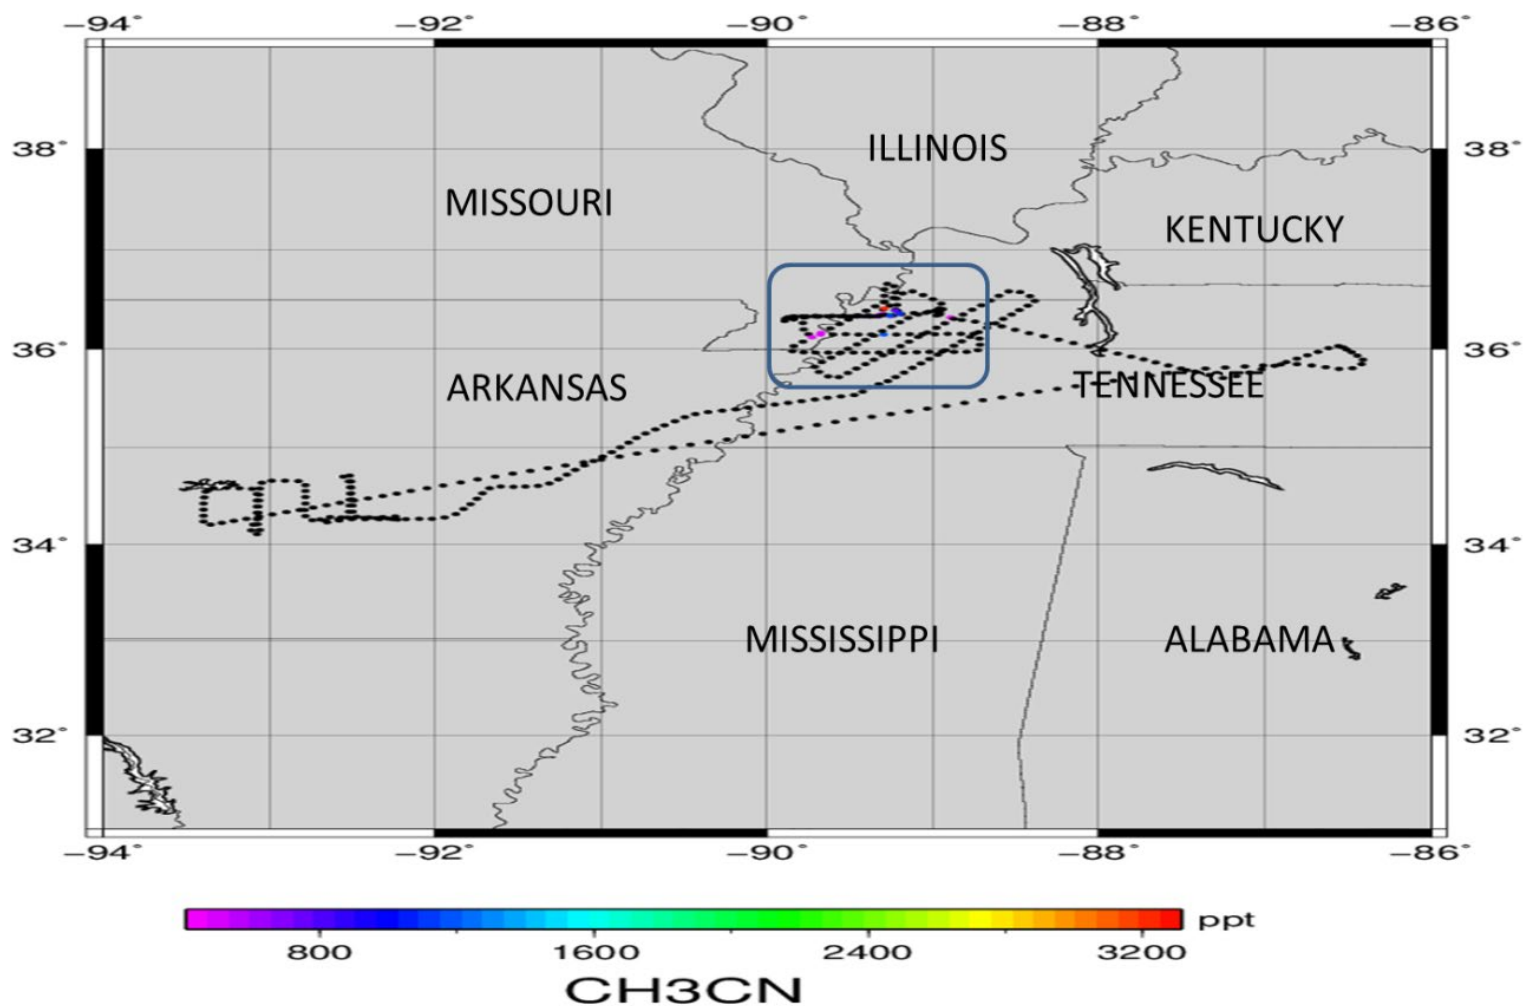 −94° −92° −90° −88° −86°
38° ILLINOIS 38°
MISSOURI
KENTUCKY
36° 36°
ARKANSAS TENNESSEE
34° 34°
MISSISSIPPI ALABAMA
32° 32°
−94° −92° −90° −88° −86°
ppt
800 1600 2400 3200
CH3CN